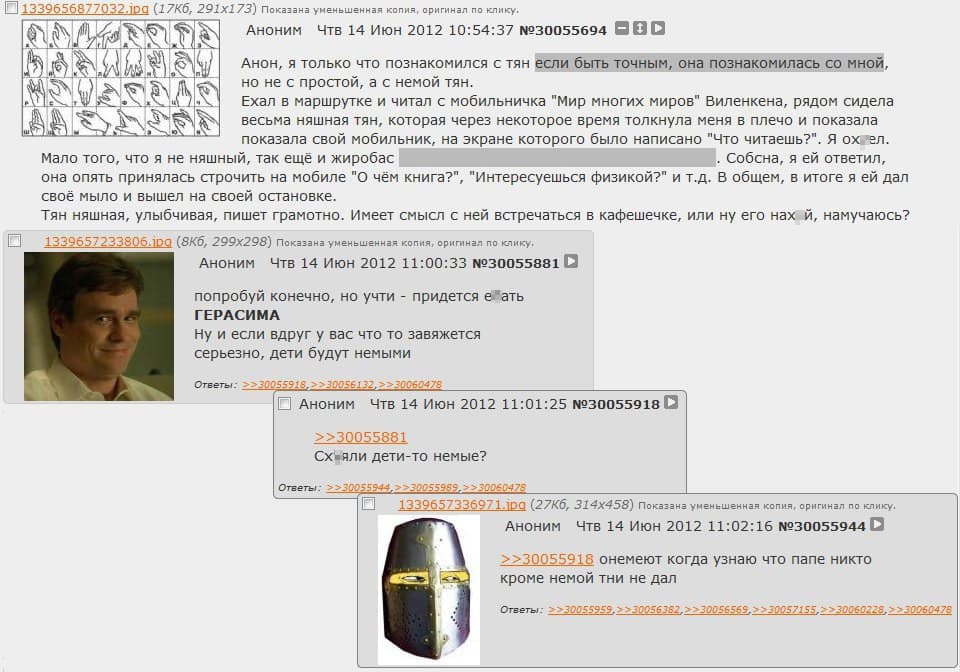 1339656877032.jpg (17Кб, 291x173) Показана уменьшенная копия, оригинал по клику.
Аноним Чтв 14 Июн 2012 10:54:37 №30055694
Анон, я только что познакомился с тян если быть точным, она познакомилась со мной,
но не с простой, а с немой тян.
Ехал в маршрутке и читал с мобильничка "Мир многих миров" Виленкена, рядом сидела
весьма няшная тян, которая через некоторое время толкнула меня в плечо и показала
показала свой мобильник, на экране которого было написано "Что читаешь?". Я ох ел.
Мало того, что я не няшный, так ещё и жиробас . Собсна, я ей ответил,
она опять принялась строчить на мобиле "О чём книга?", "Интересуешься физикой?" и т.д. В общем, в итоге я ей дал
своё мыло и вышел на своей остановке.
Тян няшная, улыбчивая, пишет грамотно. Имеет смысл с ней встречаться в кафешечке, или ну его нах й, намучаюсь?
1339657233806.jpg (8Кб, 299x298) Показана уменьшенная копия, оригинал по клику.
Аноним Чтв 14 Июн 2012 11:00:33 №30055881
попробуй конечно, но учти - придется е ать
ГЕРАСИМА
Ну и если вдруг у вас что то завяжется
серьезно, дети будут немыми
Ответы: >>30055918,>>30056132,>>30060478
Аноним Чтв 14 Июн 2012 11:01:25 №30055918
>>30055881
Сх яли дети-то немые?
Ответы: >>30055944,>>30055989,>>30060478
1339657336971.jpg (27Кб, 314x458) Показана уменьшенная копия, оригинал по клику.
Аноним Чтв 14 Июн 2012 11:02:16 №30055944
>>30055918 онемеют когда узнаю что папе никто
кроме немой тни не дал
Ответы: >>30055959,>>30056382,>>30056569,>>30057155,>>30060228,>>30060478